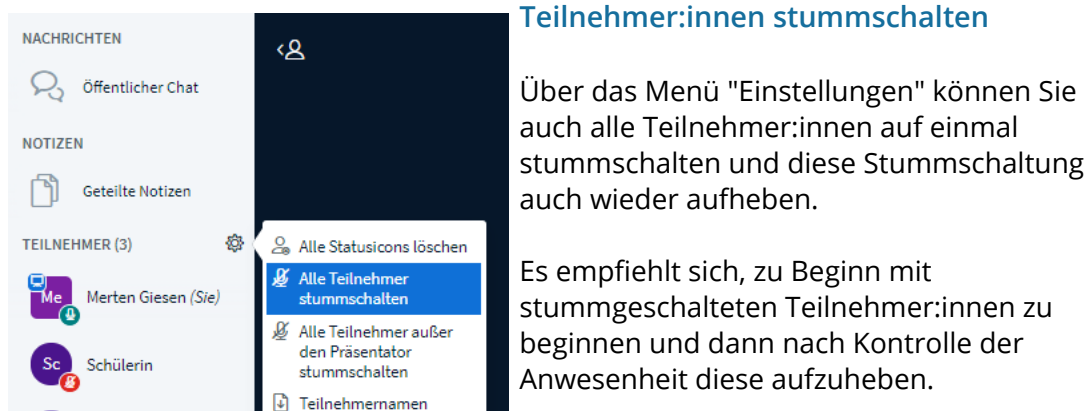 NACHRICHTEN
Öffentlicher Chat
NOTIZEN
Geteilte Notizen
TEILNEHMER (3)
Me
Merten Giesen (Sie)
Sc
Schülerin
Alle Statusicons löschen
Alle Teilnehmer
stummschalten
Alle Teilnehmer außer
den Präsentator
stummschalten
Teilnehmernamen
Teilnehmer:innen stummschalten
Über das Menü "Einstellungen" können Sie
auch alle Teilnehmer:innen auf einmal
stummschalten und diese Stummschaltung
auch wieder aufheben.
Es empfiehlt sich, zu Beginn mit
stummgeschalteten Teilnehmer:innen zu
beginnen und dann nach Kontrolle der
Anwesenheit diese aufzuheben.